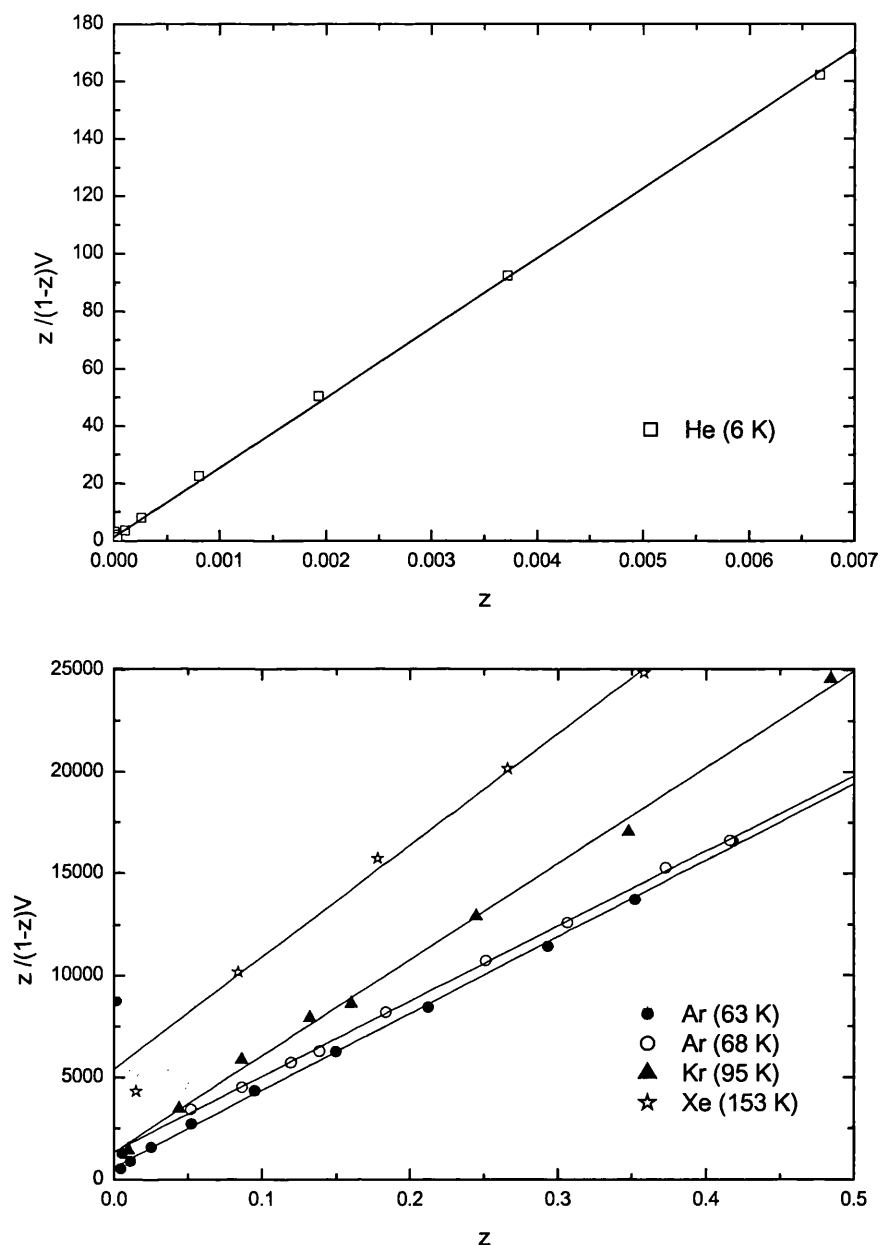 180
160
140
120
100
80
60
40
20
0
z /(1-z)V
He (6 K)
0.000 0.001 0.002 0.003 0.004 0.005 0.006 0.007
z
25000
20000
15000
10000
5000
0
z /(1-z)V
Ar (63 K)
Ar (68 K)
Kr (95 K)
Xe (153 K)
0.0 0.1 0.2 0.3 0.4 0.5
z